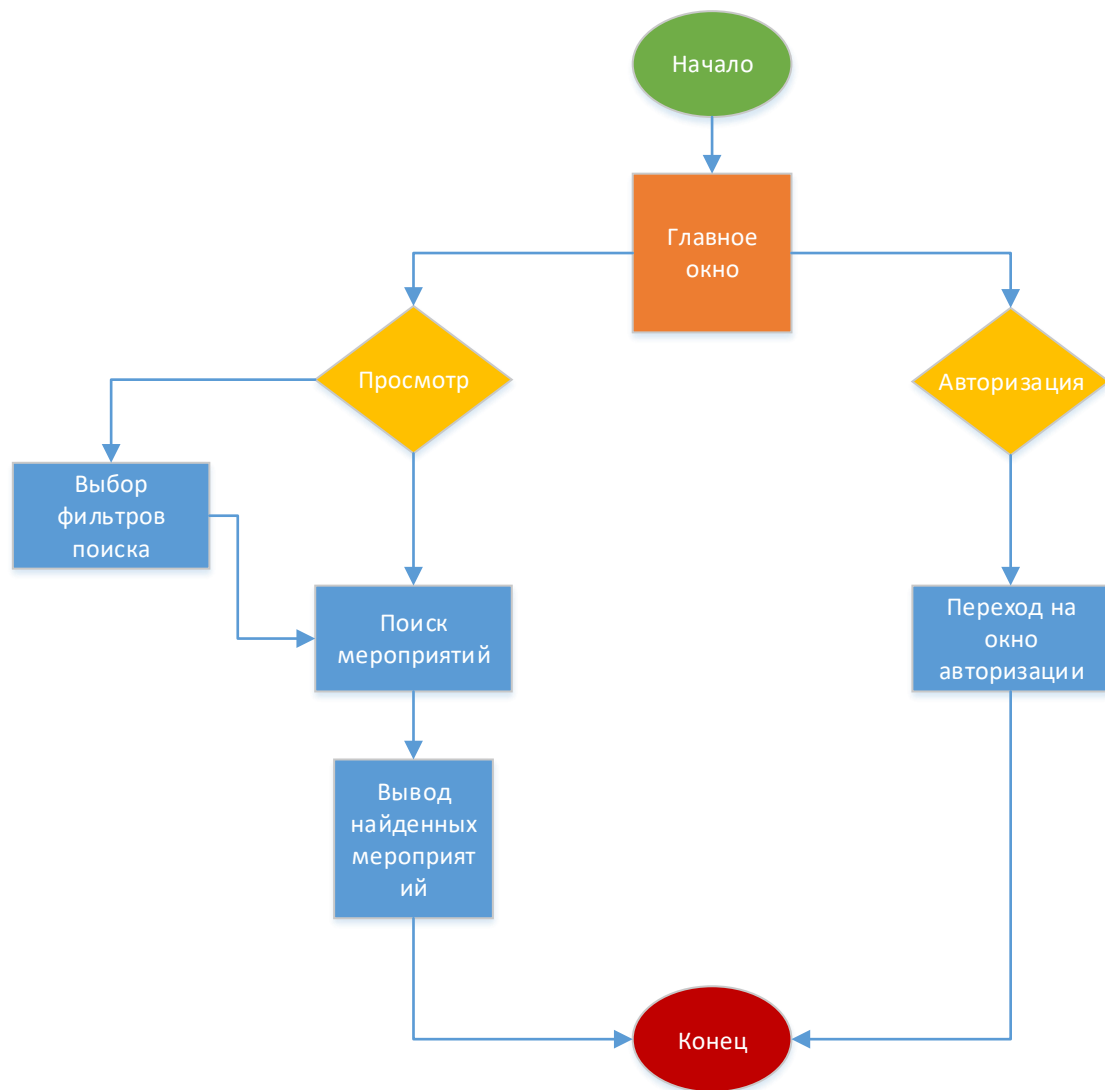 Начало
Главное
окно
Просмотр
Авторизация
Выбор
фильтров
поиска
Поиск
мероприятий
Переход на
окно
авторизации
Вывод
найденных
мероприят
ий
Конец